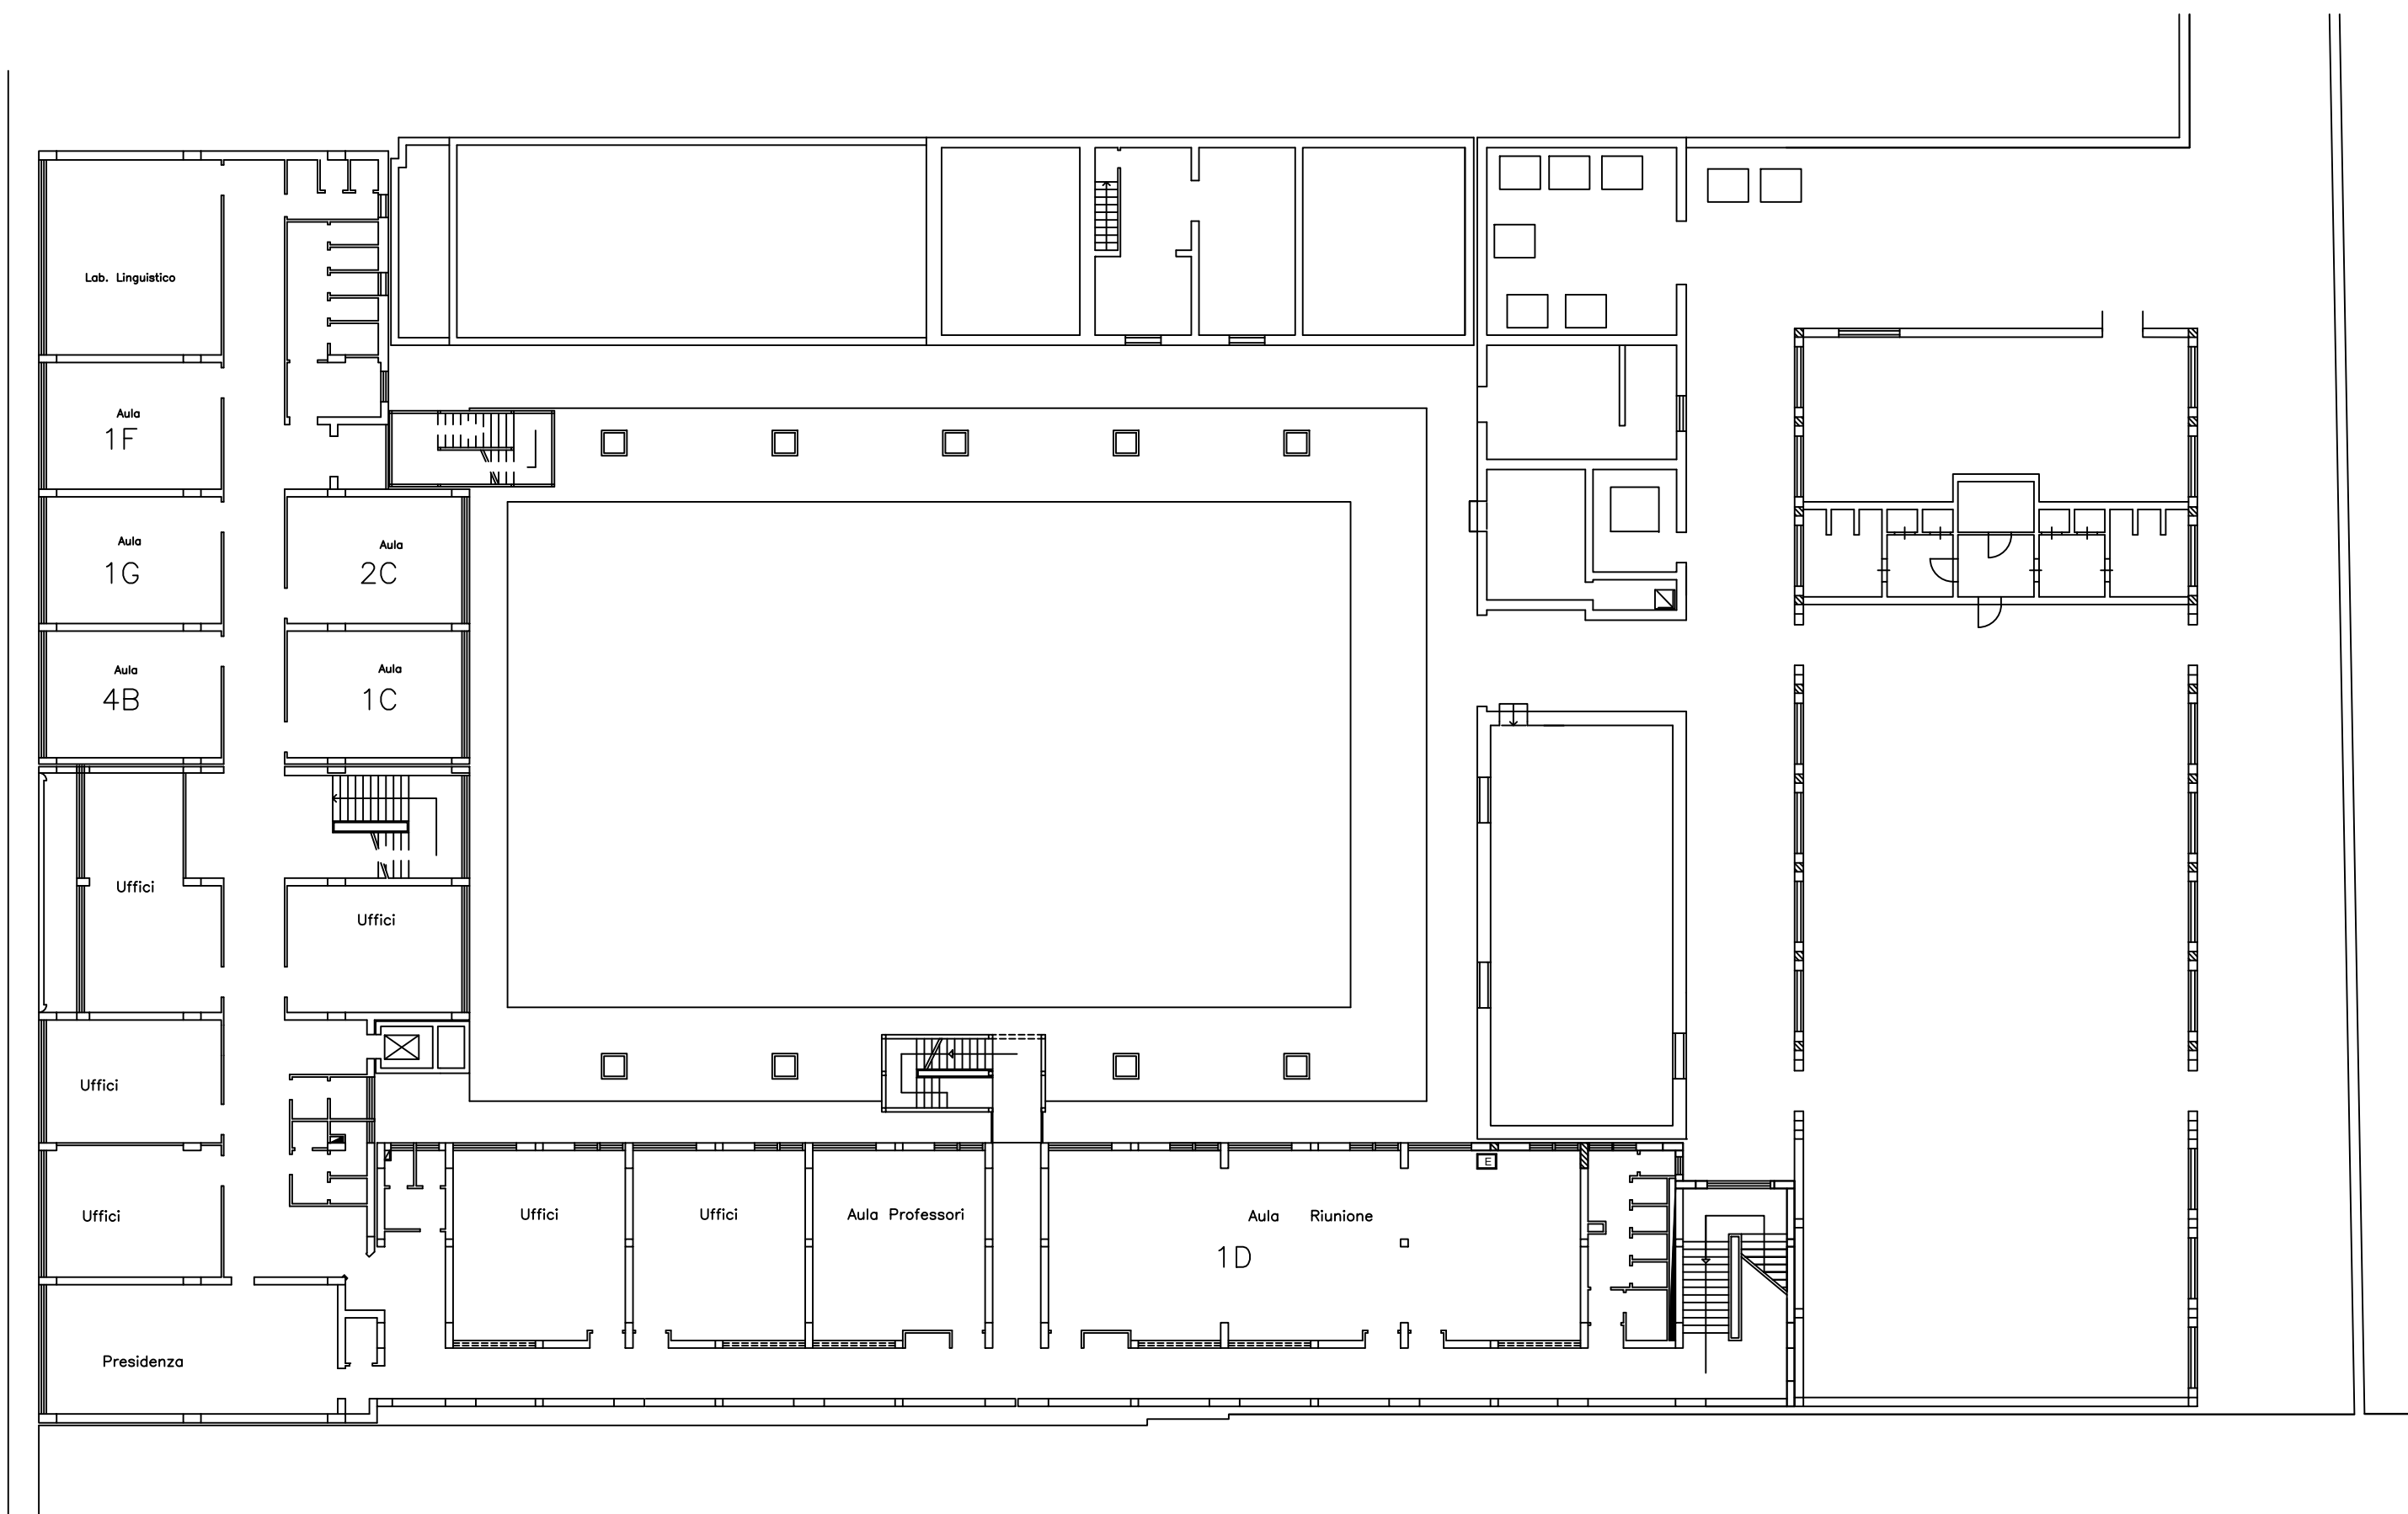 Lab. Linguistico
Aula
1F
Aula
1G
Aula
2C
Aula
4B
Aula
1C
Uffici
Uffici
Uffici
Uffici
Uffici
Uffici
Aula Professori
Aula Riunione
1D
E
Presidenza